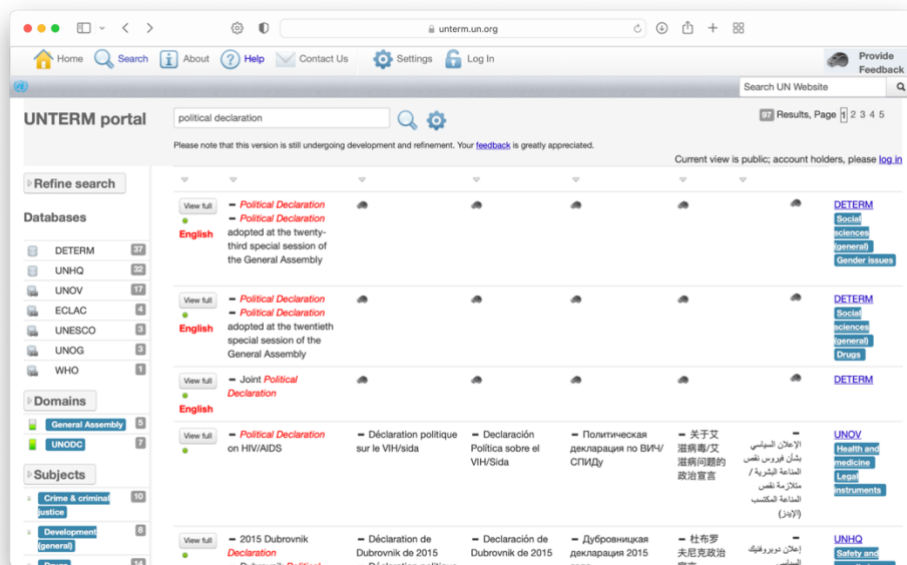 unterm.un.org
Home Search About Help Contact Us Settings Log In
Provide
Feedback
Search UN Website
UNTERM portal
political declaration
97 Results, Page 1 2 3 4 5
Please note that this version is still undergoing development and refinement. Your feedback is greatly appreciated.
Current view is public; account holders, please log in
Refine search
Databases
DETERM 37
UNHQ 32
UNOV 17
ECLAC 4
UNESCO 3
UNOG 3
WHO 1
Domains
General Assembly 5
UNODC 7
Subjects
Crime & criminal
justice
10
Development
(general)
8
14
View full
English
– Political Declaration
– Political Declaration
adopted at the twenty-
third special session of
the General Assembly
DETERM
Social
sciences
(general)
Gender issues
View full
English
– Political Declaration
– Political Declaration
adopted at the twentieth
special session of the
General Assembly
DETERM
Social
sciences
(general)
Drugs
View full
English
– Joint Political
Declaration
DETERM
View full
– Political Declaration
on HIV/AIDS
– Déclaration politique
sur le VIH/sida
– Declaración
Política sobre el
VIH/Sida
– Политическая
декларация по ВИЧ/
СПИДу
– 关于艾
滋病毒/艾
滋病问题的
政治宣言
–
الإعلان السياسي
بشأن فيروس نقص
المناعة البشرية /
متلازمة نقص
المناعة المكتسب
(الإيدز)
UNOV
Health and
medicine
Legal
instruments
View full
– 2015 Dubrovnik
Declaration
– Déclaration de
Dubrovnik de 2015
– Declaración de
Dubrovnik de 2015
– Дубровницкая
декларация 2015
– 杜布罗
夫尼克政治
–
إعلان دوبروفنيك
UNHQ
Safety and